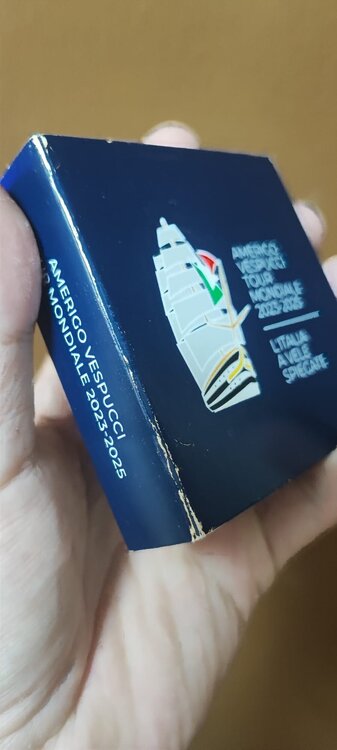 AMERIGO
VESPUCCI
TOUR
MONDIALE
2023-2025
L'ITALIA
A VELE
SPIEGATE
AMERIGO VESPUCCI
MONDIALE 2023-2025